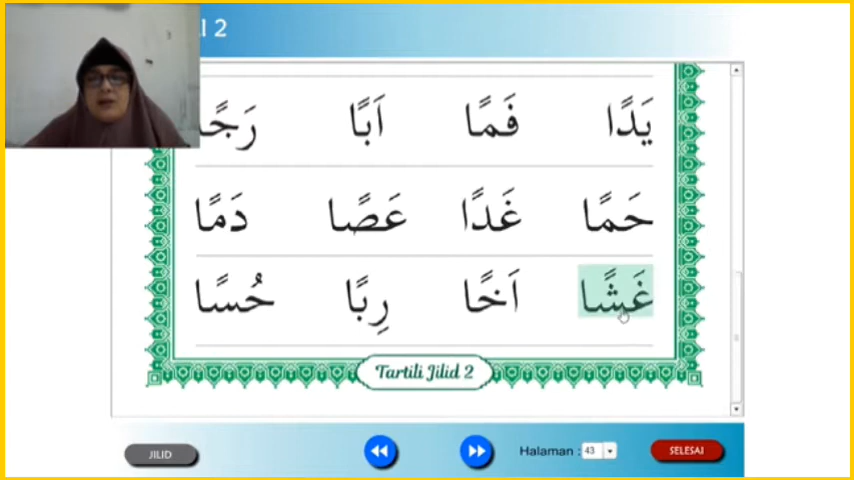 2
يَدًا فَمًا اَبًا رَجًا
حَمًا غَدًا عَصًا دَمًا
غَشًا اَخًا رِبًا حُسًا
Tartili Jilid 2
JILID
Halaman : 43
SELESAI